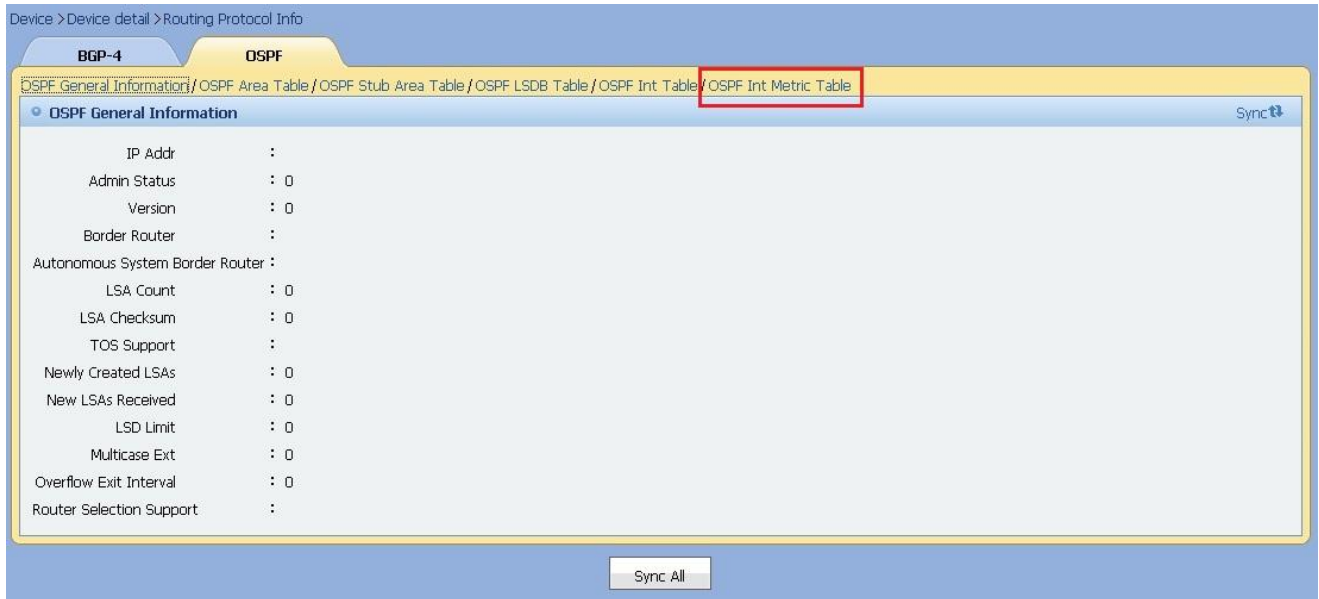 Device >Device detail >Routing Protocol Info
BGP-4 OSPF
OSPF General Information/OSPF Area Table/OSPF Stub Area Table/OSPF LSDB Table/OSPF Int Table/OSPF Int Metric Table
OSPF General Information Sync
IP Addr :
Admin Status : 0
Version : 0
Border Router :
Autonomous System Border Router :
LSA Count : 0
LSA Checksum : 0
TOS Support :
Newly Created LSAs : 0
New LSAs Received : 0
LSD Limit : 0
Multicase Ext : 0
Overflow Exit Interval : 0
Router Selection Support :
Sync All